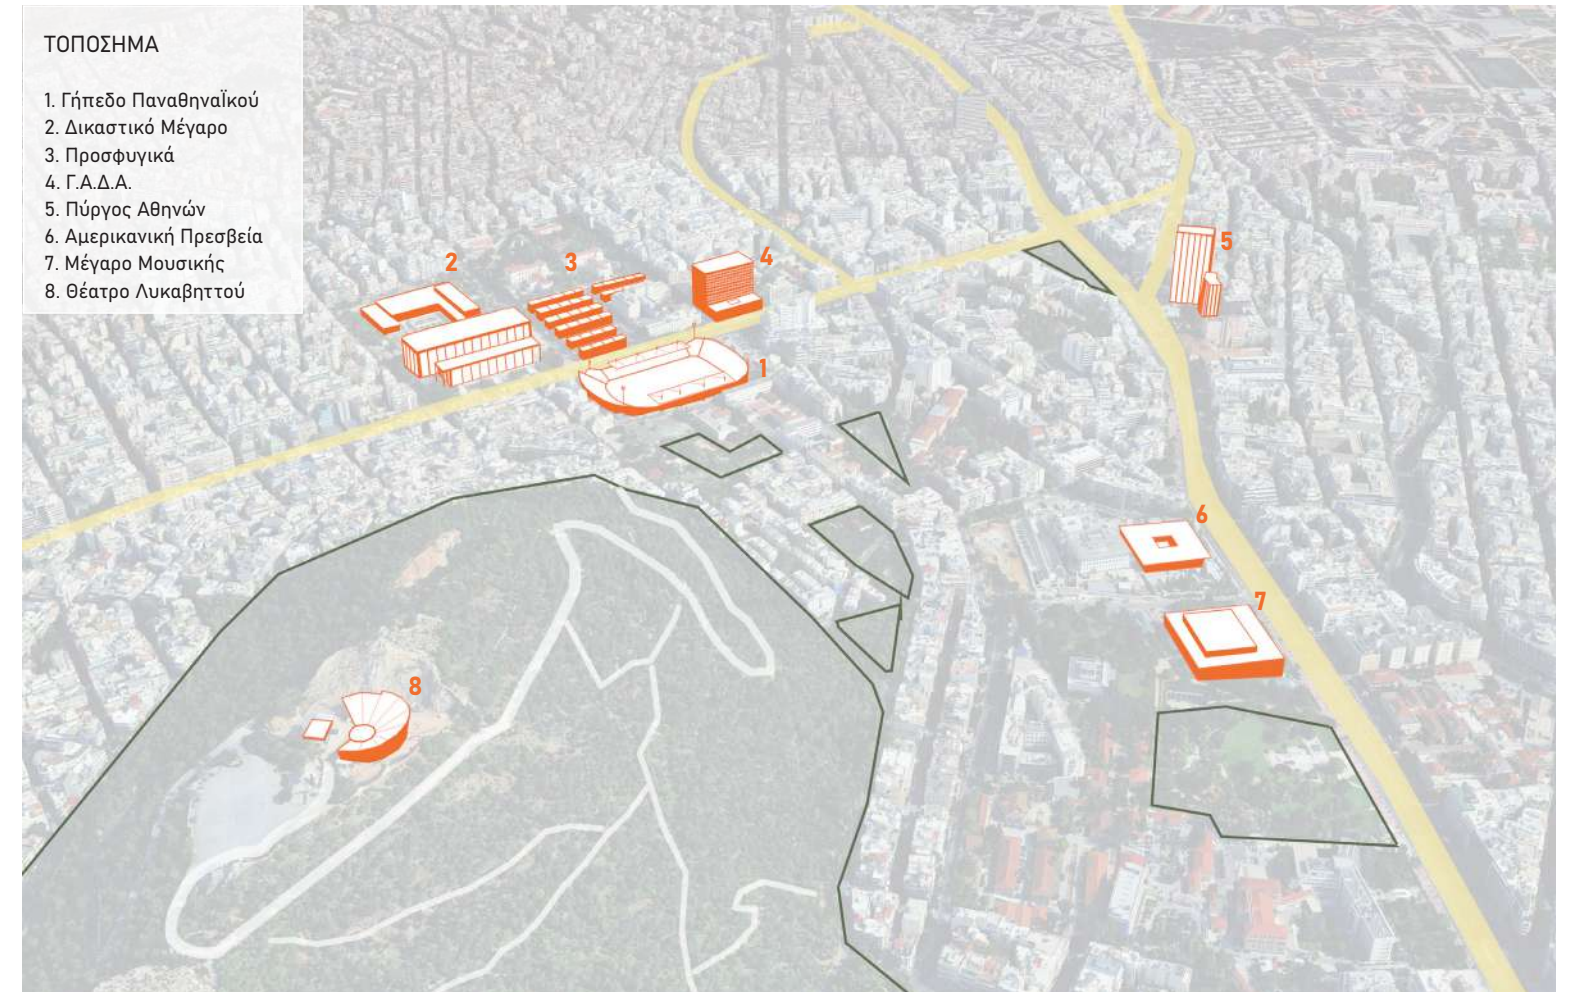 ΤΟΠΟΣΗΜΑ
1. Γήπεδο ΠαναθηναΪκού
2. Δικαστικό Μέγαρο
3. Προσφυγικά
4. Γ.Α.Δ.Α.
5. Πύργος Αθηνών
6. Αμερικανική Πρεσβεία
7. Μέγαρο Μουσικής
8. Θέατρο Λυκαβηττού
5
2
3
4
1
6
7
8